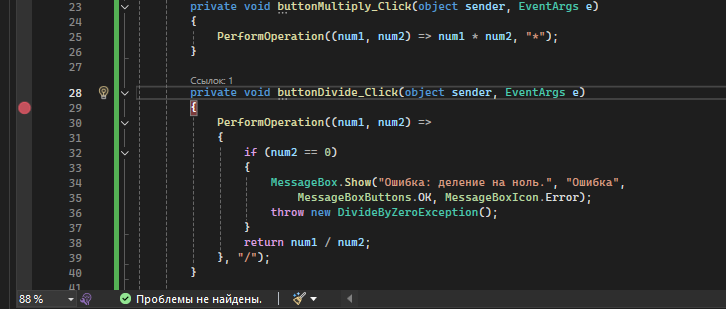 23 private void buttonMultiply_Click(object sender, EventArgs e)
24 {
25 PerformOperation((num1, num2) => num1 * num2, "*");
26 }
27
Ссылок: 1
28 private void buttonDivide_Click(object sender, EventArgs e)
29 {
30 PerformOperation((num1, num2) =>
31 {
32 if (num2 == 0)
33 {
34 MessageBox.Show("Ошибка: деление на ноль.", "Ошибка",
35 MessageBoxButtons.OK, MessageBoxIcon.Error);
36 throw new DivideByZeroException();
37 }
38 return num1 / num2;
39 }, "/");
40 }
41
88 % Проблемы не найдены.